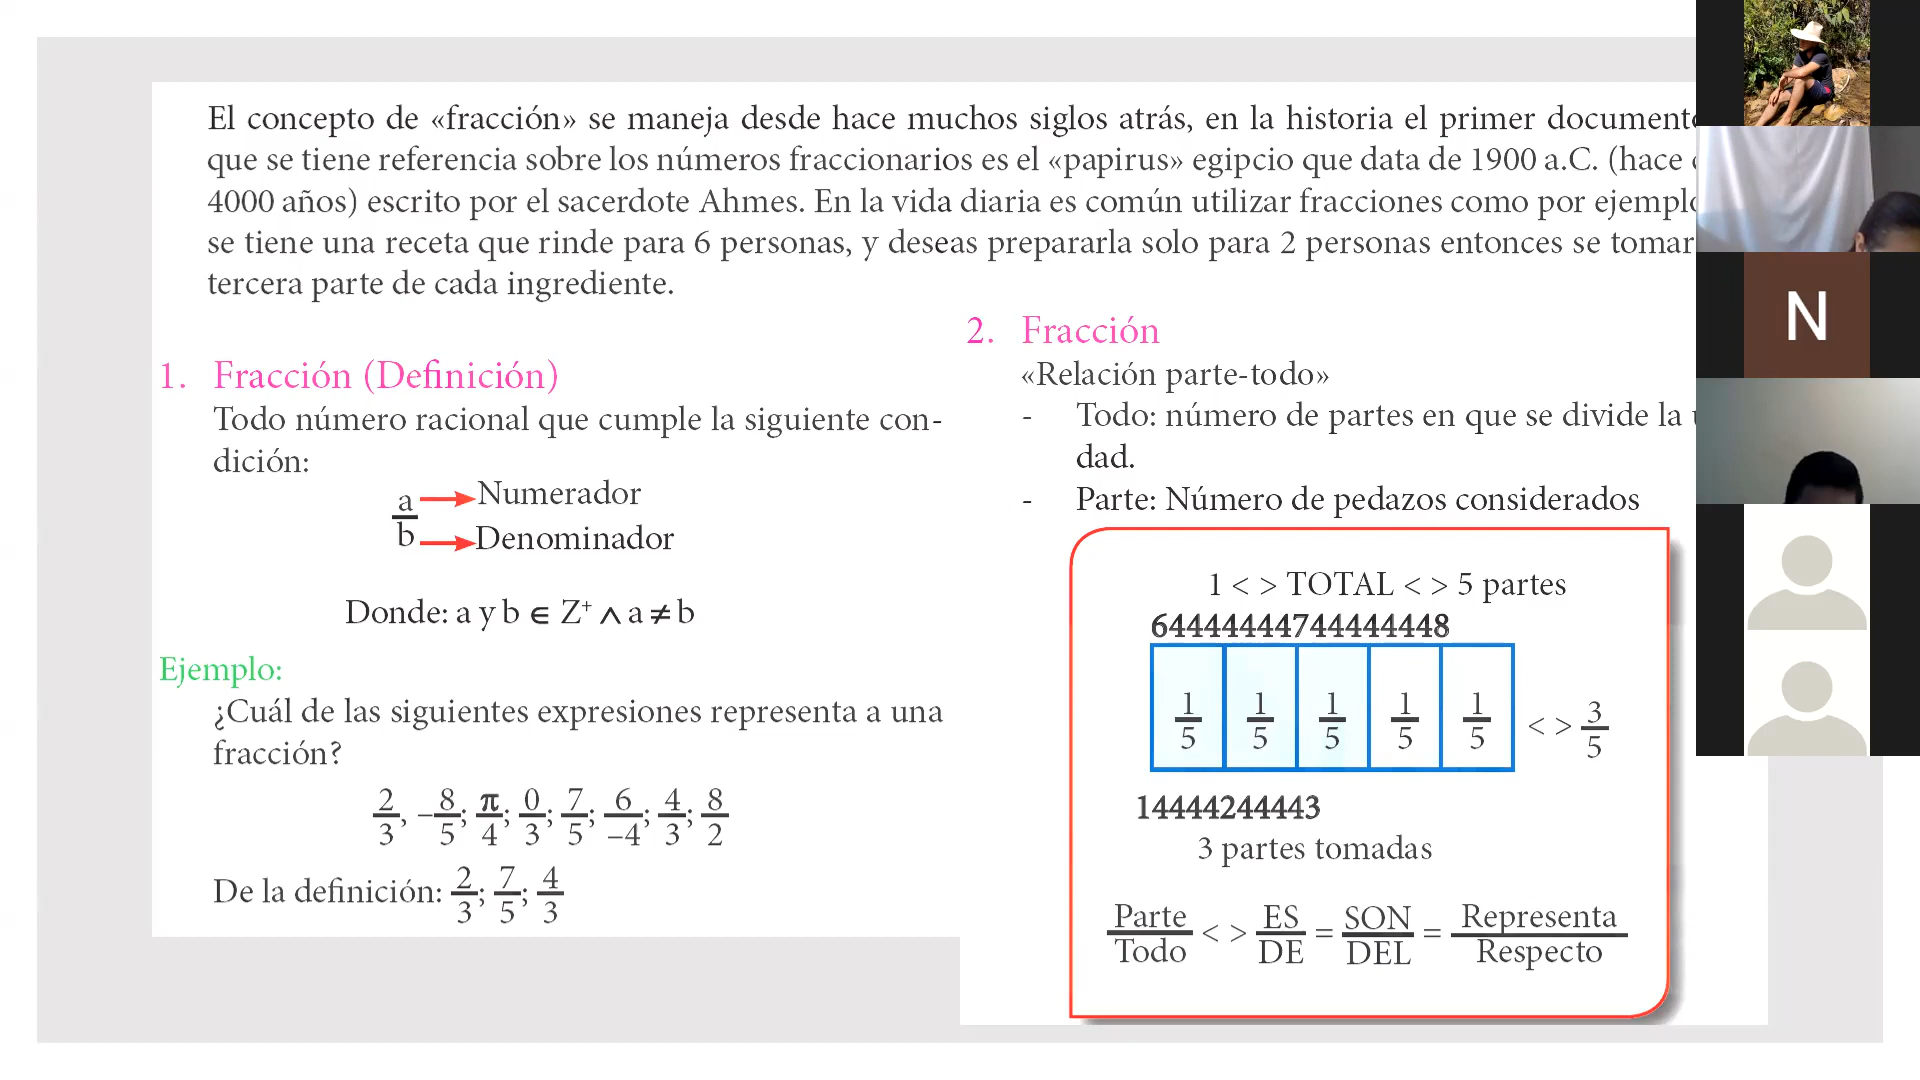 El concepto de «fracción» se maneja desde hace muchos siglos atrás, en la historia el primer documento
que se tiene referencia sobre los números fraccionarios es el «papirus» egipcio que data de 1900 a.C. (hace
4000 años) escrito por el sacerdote Ahmes. En la vida diaria es común utilizar fracciones como por ejemplo
se tiene una receta que rinde para 6 personas, y deseas prepararla solo para 2 personas entonces se
tercera parte de cada ingrediente.
1. Fracción (Definición)
Todo número racional que cumple la siguiente con-
dición:
a Numerador
b Denominador
Donde: a y b ∈ Z⁺ ∧ a ≠ b
Ejemplo:
¿Cuál de las siguientes expresiones representa a una
fracción?
2/3, –8/5; π/4; 0/3; 7/5; 6/–4; 4/3; 8/2
De la definición: 2/3; 7/5; 4/3
2. Fracción
«Relación parte-todo»
- Todo: número de partes en que se divide la
dad.
- Parte: Número de pedazos considerados
1 < > TOTAL < > 5 partes
64444444744444448
1/5 1/5 1/5 1/5 1/5 < > 3/5
14444244443
3 partes tomadas
Parte/Todo < > ES/DE = SON/DEL = Representa/Respecto
N